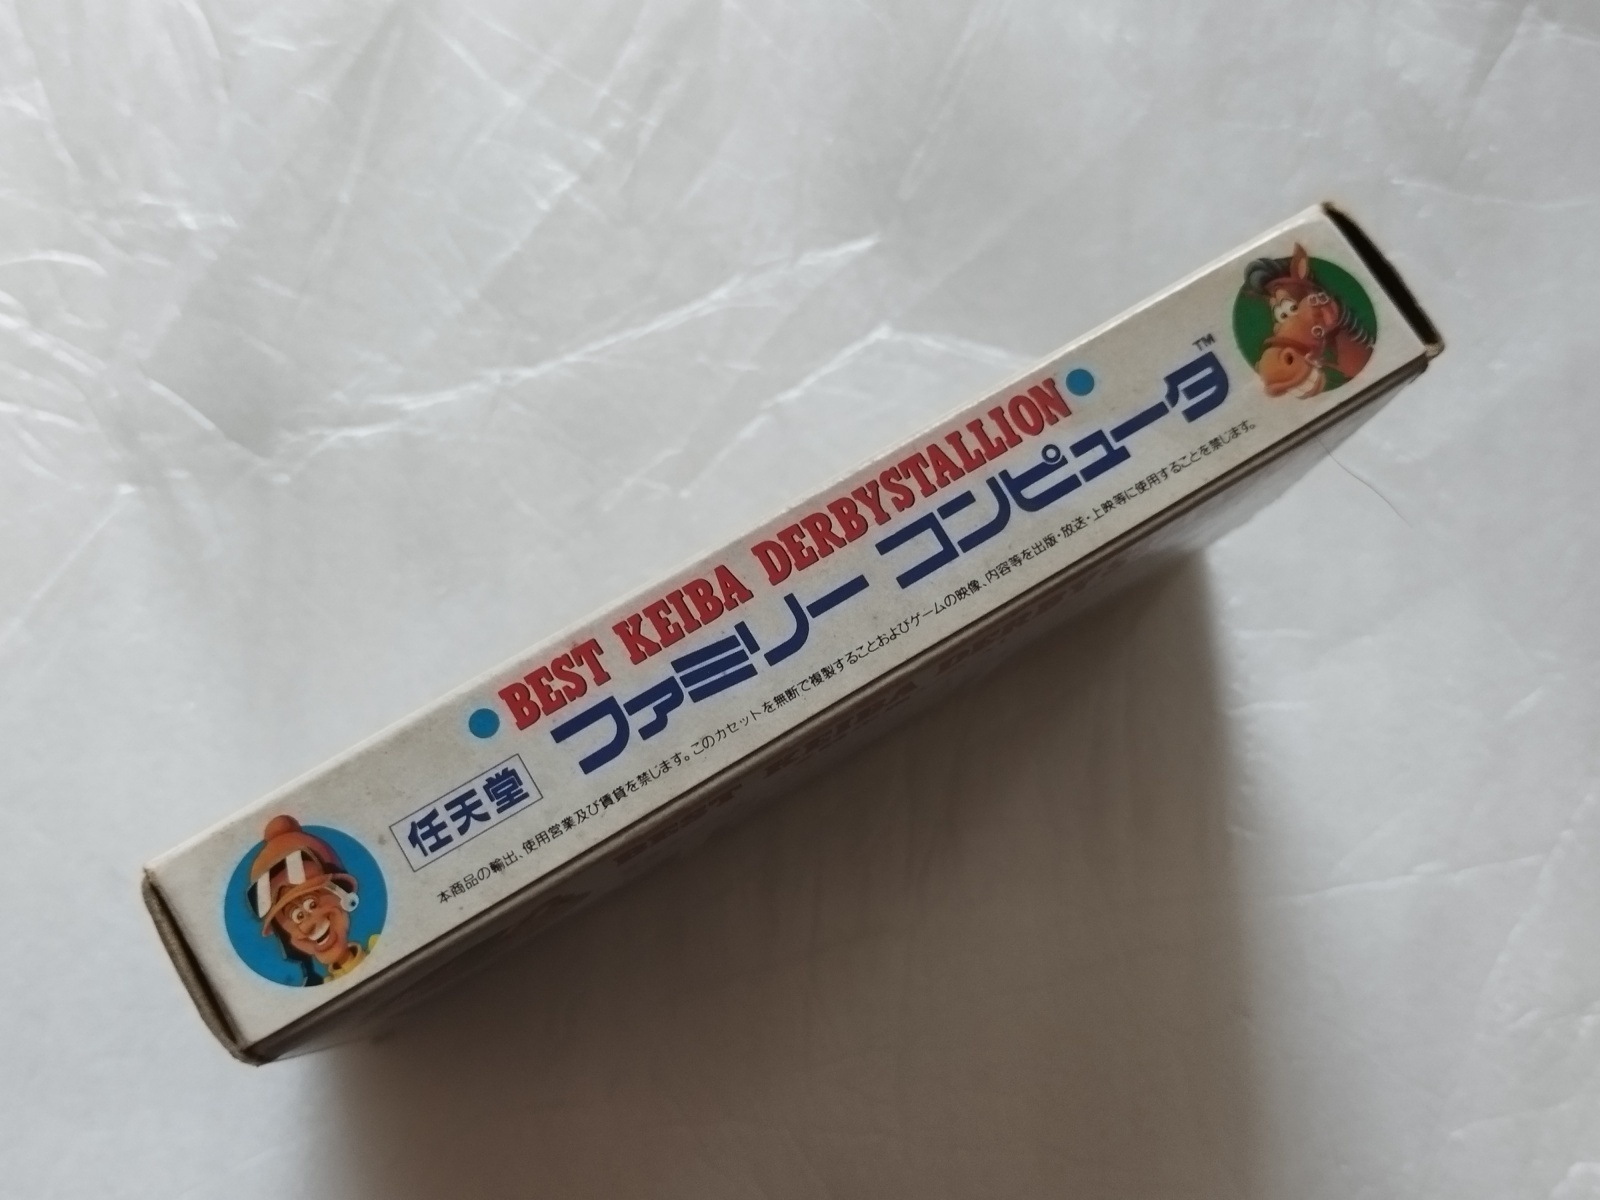 BEST KEIBA DERBYSTALLION
任天堂 ファミリー コンピュータ TM
本商品の輸出、使用営業及び賃貸を禁じます。このカセットを無断で複製することおよびゲームの映像、内容等を出版・放送・上映等に使用することを禁じます。